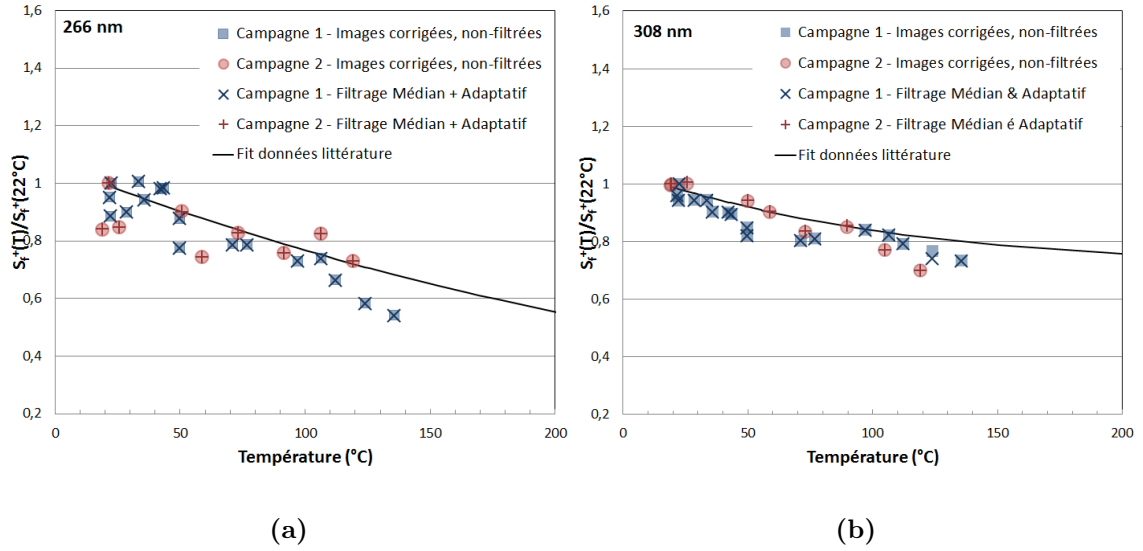 1,6
1,4
1,2
1
0,8
0,6
0,4
0,2
S_f^+(T)/S_f^+(22°C)
266 nm
Campagne 1 - Images corrigées, non-filtrées
Campagne 2 - Images corrigées, non-filtrées
Campagne 1 - Filtrage Médian + Adaptatif
Campagne 2 - Filtrage Médian + Adaptatif
Fit données littérature
0 50 100 150 200
Température (°C)
(a)
1,6
1,4
1,2
1
0,8
0,6
0,4
0,2
S_f^+(T)/S_f^+(22°C)
308 nm
Campagne 1 - Images corrigées, non-filtrées
Campagne 2 - Images corrigées, non-filtrées
Campagne 1 - Filtrage Médian & Adaptatif
Campagne 2 - Filtrage Médian é Adaptatif
Fit données littérature
0 50 100 150 200
Température (°C)
(b)